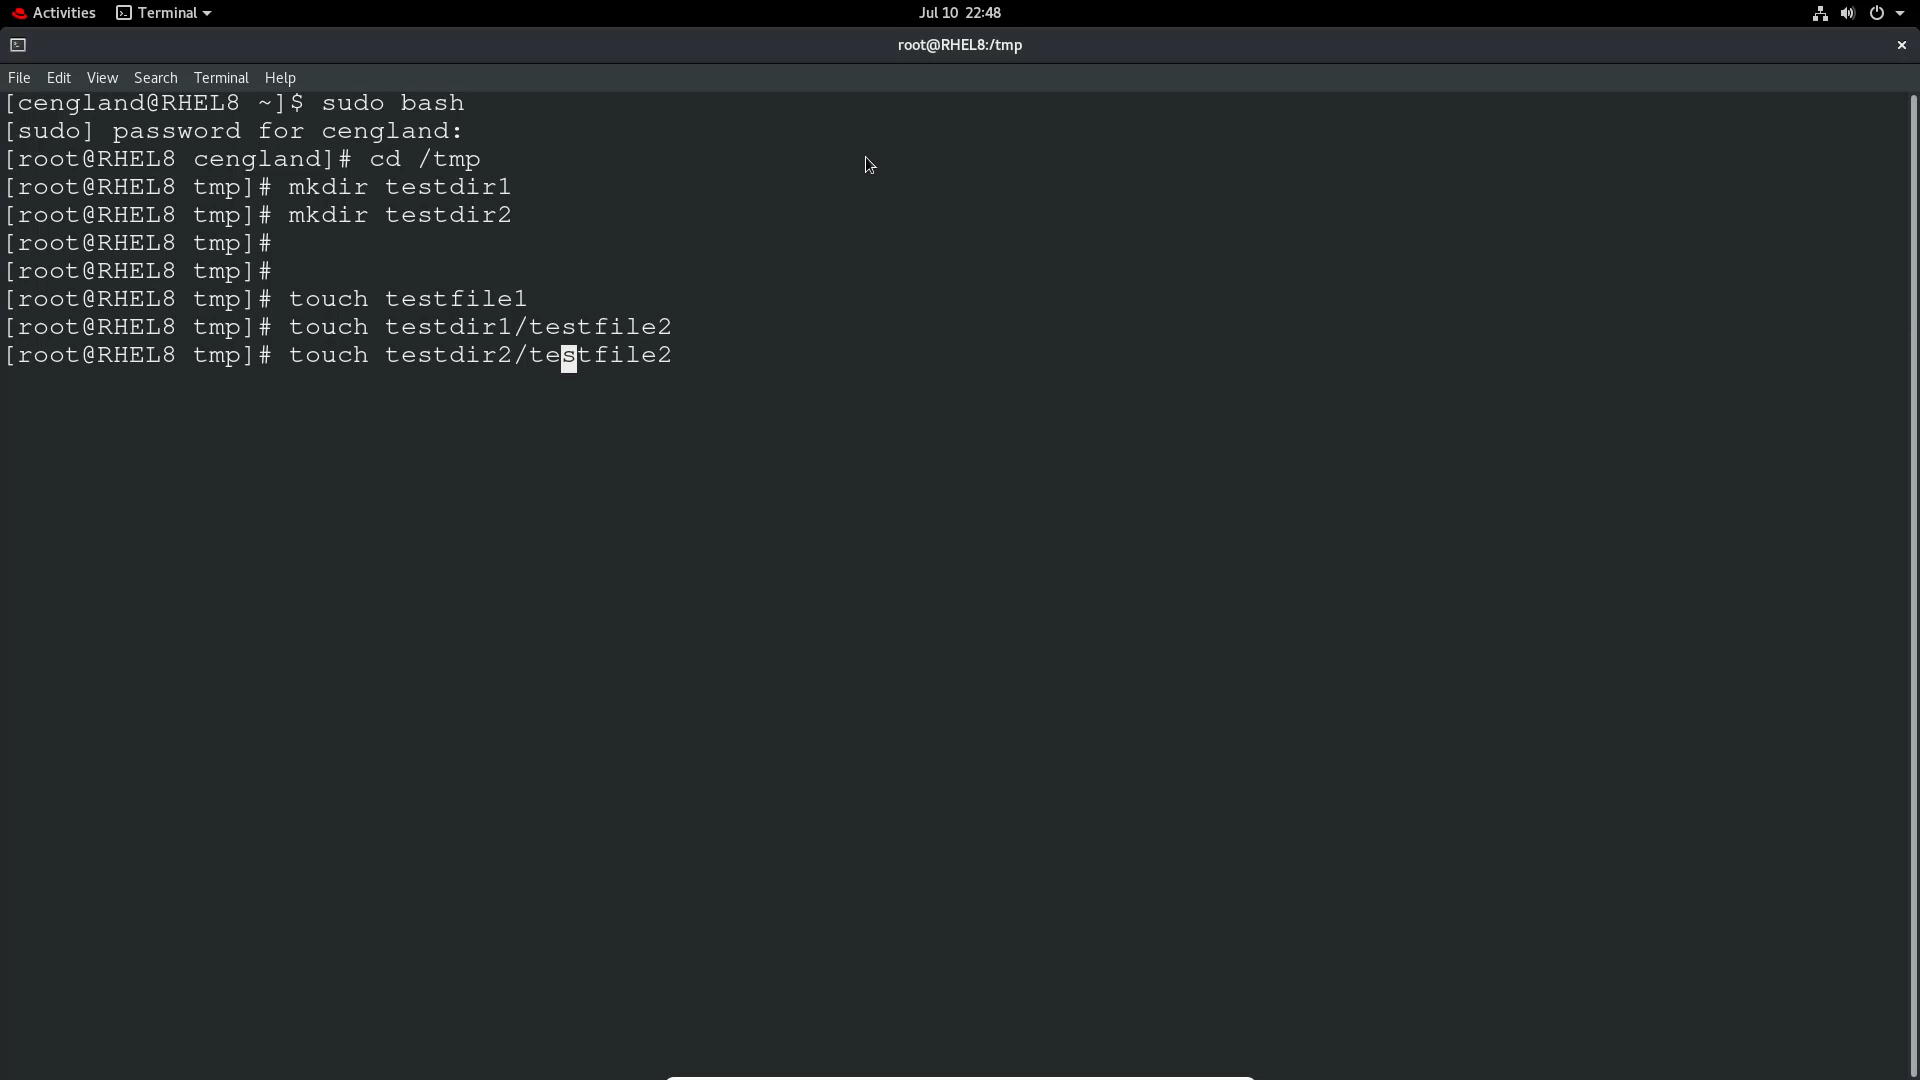 Activities Terminal Jul 10 22:48
root@RHEL8:/tmp
File Edit View Search Terminal Help
[cengland@RHEL8 ~]$ sudo bash
[sudo] password for cengland:
[root@RHEL8 cengland]# cd /tmp
[root@RHEL8 tmp]# mkdir testdir1
[root@RHEL8 tmp]# mkdir testdir2
[root@RHEL8 tmp]#
[root@RHEL8 tmp]#
[root@RHEL8 tmp]# touch testfile1
[root@RHEL8 tmp]# touch testdir1/testfile2
[root@RHEL8 tmp]# touch testdir2/testfile2